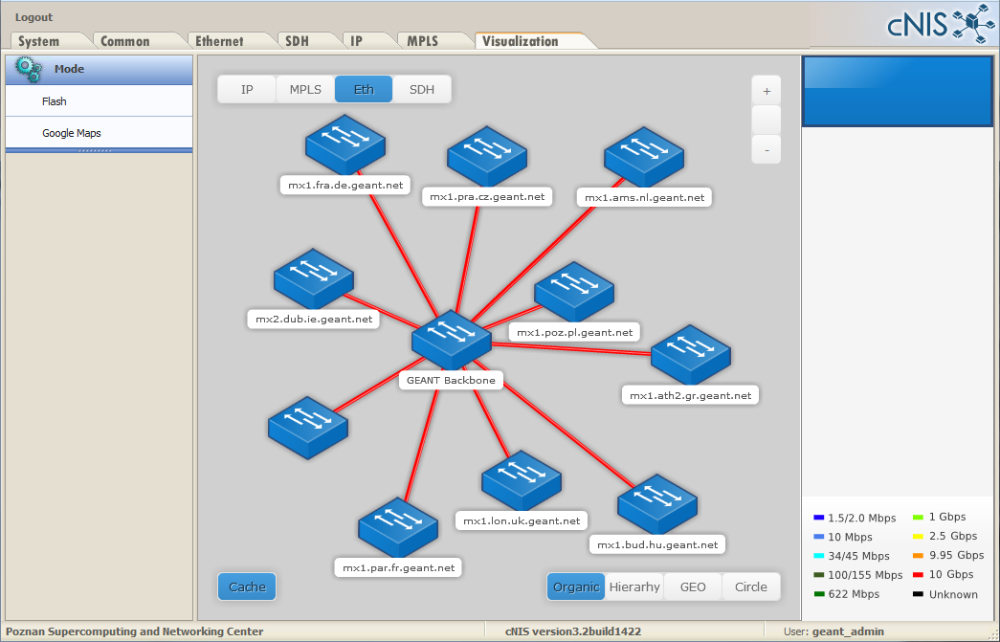 Logout
cNIS
System Common Ethernet SDH IP MPLS Visualization
Mode
Flash
Google Maps
IP MPLS Eth SDH
+
-
mx1.fra.de.geant.net
mx1.pra.cz.geant.net
mx1.ams.nl.geant.net
mx2.dub.ie.geant.net
mx1.poz.pl.geant.net
GEANT Backbone
mx1.ath2.gr.geant.net
mx1.lon.uk.geant.net
mx1.bud.hu.geant.net
mx1.par.fr.geant.net
Cache
Organic Hierarchy GEO Circle
1.5/2.0 Mbps 1 Gbps
10 Mbps 2.5 Gbps
34/45 Mbps 9.95 Gbps
100/155 Mbps 10 Gbps
622 Mbps Unknown
Poznan Supercomputing and Networking Center cNIS version3.2build1422 User: geant_admin